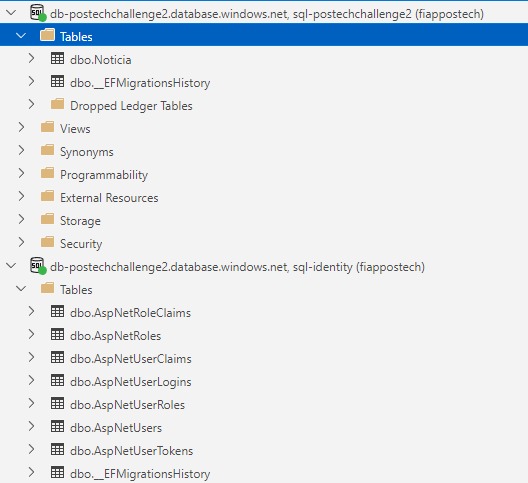 db-postechchallenge2.database.windows.net, sql-postechchallenge2 (fiappostech)
Tables
dbo.Noticia
dbo.__EFMigrationsHistory
Dropped Ledger Tables
Views
Synonyms
Programmability
External Resources
Storage
Security
db-postechchallenge2.database.windows.net, sql-identity (fiappostech)
Tables
dbo.AspNetRoleClaims
dbo.AspNetRoles
dbo.AspNetUserClaims
dbo.AspNetUserLogins
dbo.AspNetUserRoles
dbo.AspNetUsers
dbo.AspNetUserTokens
dbo.__EFMigrationsHistory